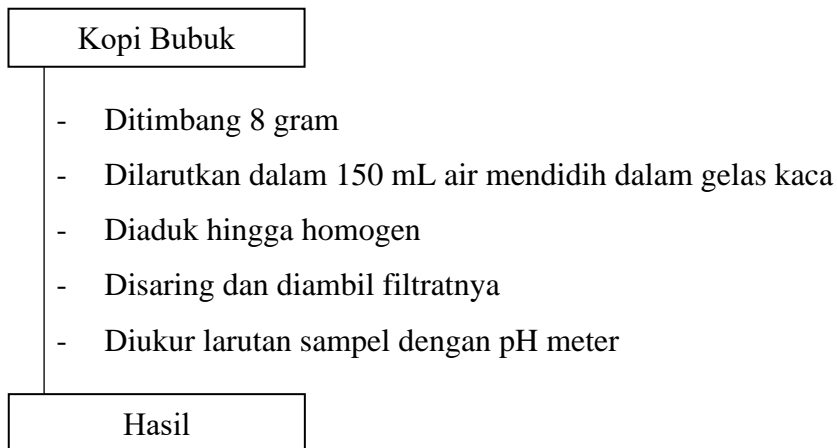 Kopi Bubuk
- Ditimbang 8 gram
- Dilarutkan dalam 150 mL air mendidih dalam gelas kaca
- Diaduk hingga homogen
- Disaring dan diambil filtratnya
- Diukur larutan sampel dengan pH meter
Hasil